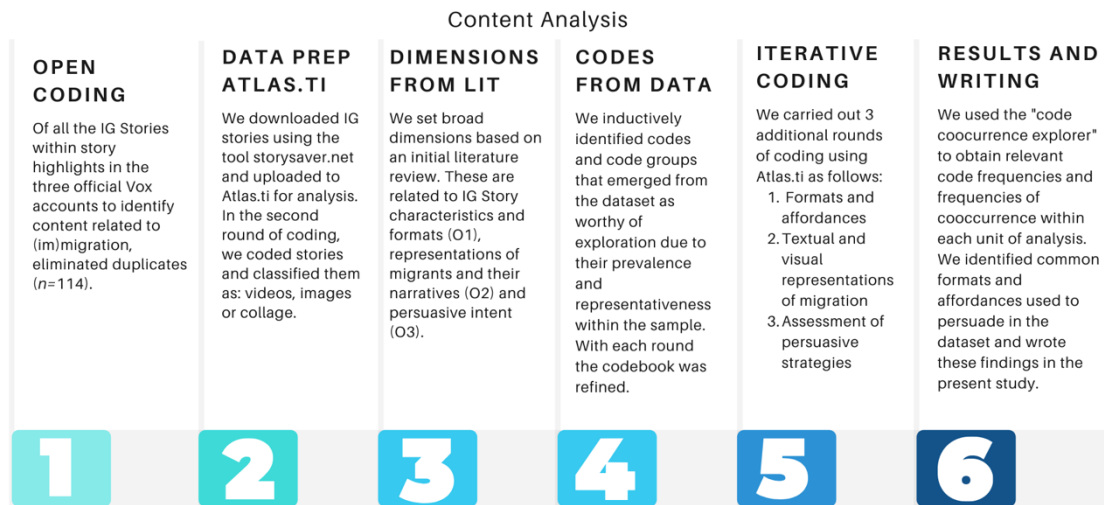 Content Analysis
OPEN
CODING
Of all the IG Stories
within story
highlights in the
three official Vox
accounts to identify
content related to
(im)migration,
eliminated duplicates
(n=114).
DATA PREP
ATLAS.TI
We downloaded IG
stories using the
tool storysaver.net
and uploaded to
Atlas.ti for analysis.
In the second
round of coding,
we coded stories
and classified them
as: videos, images
or collage.
DIMENSIONS
FROM LIT
We set broad
dimensions based on
an initial literature
review. These are
related to IG Story
characteristics and
formats (O1),
representations of
migrants and their
narratives (O2) and
persuasive intent
(O3).
CODES
FROM DATA
We inductively
identified codes
and code groups
that emerged from
the dataset as
worthy of
exploration due to
their prevalence
and
representativeness
within the sample.
With each round
the codebook was
refined.
ITERATIVE
CODING
We carried out 3
additional rounds
of coding using
Atlas.ti as follows:
1. Formats and
affordances
2. Textual and
visual
representations
of migration
3. Assessment of
persuasive
strategies
RESULTS AND
WRITING
We used the "code
coocurrence explorer"
to obtain relevant
code frequencies and
frequencies of
cooccurrence within
each unit of analysis.
We identified common
formats and
affordances used to
persuade in the
dataset and wrote
these findings in the
present study.
1
2
3
4
5
6